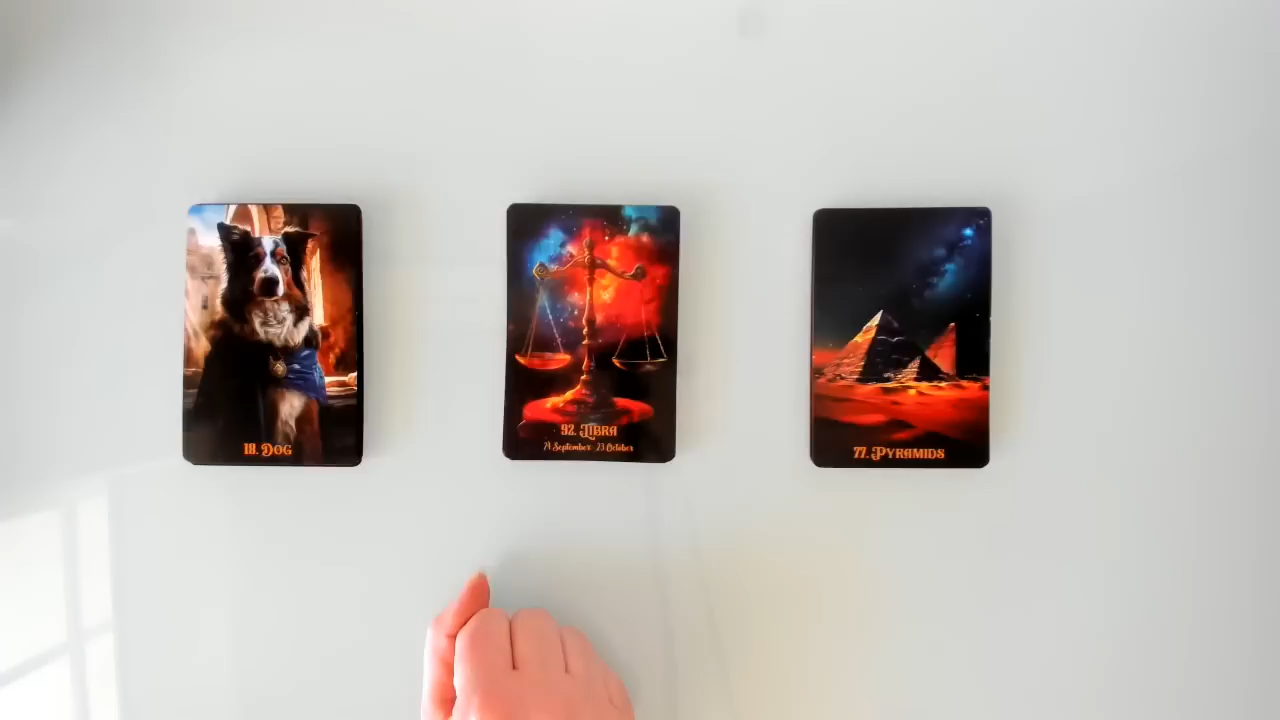 18. DOG
92. LIBRA
24 September - 23 October
77. PYRAMIDS